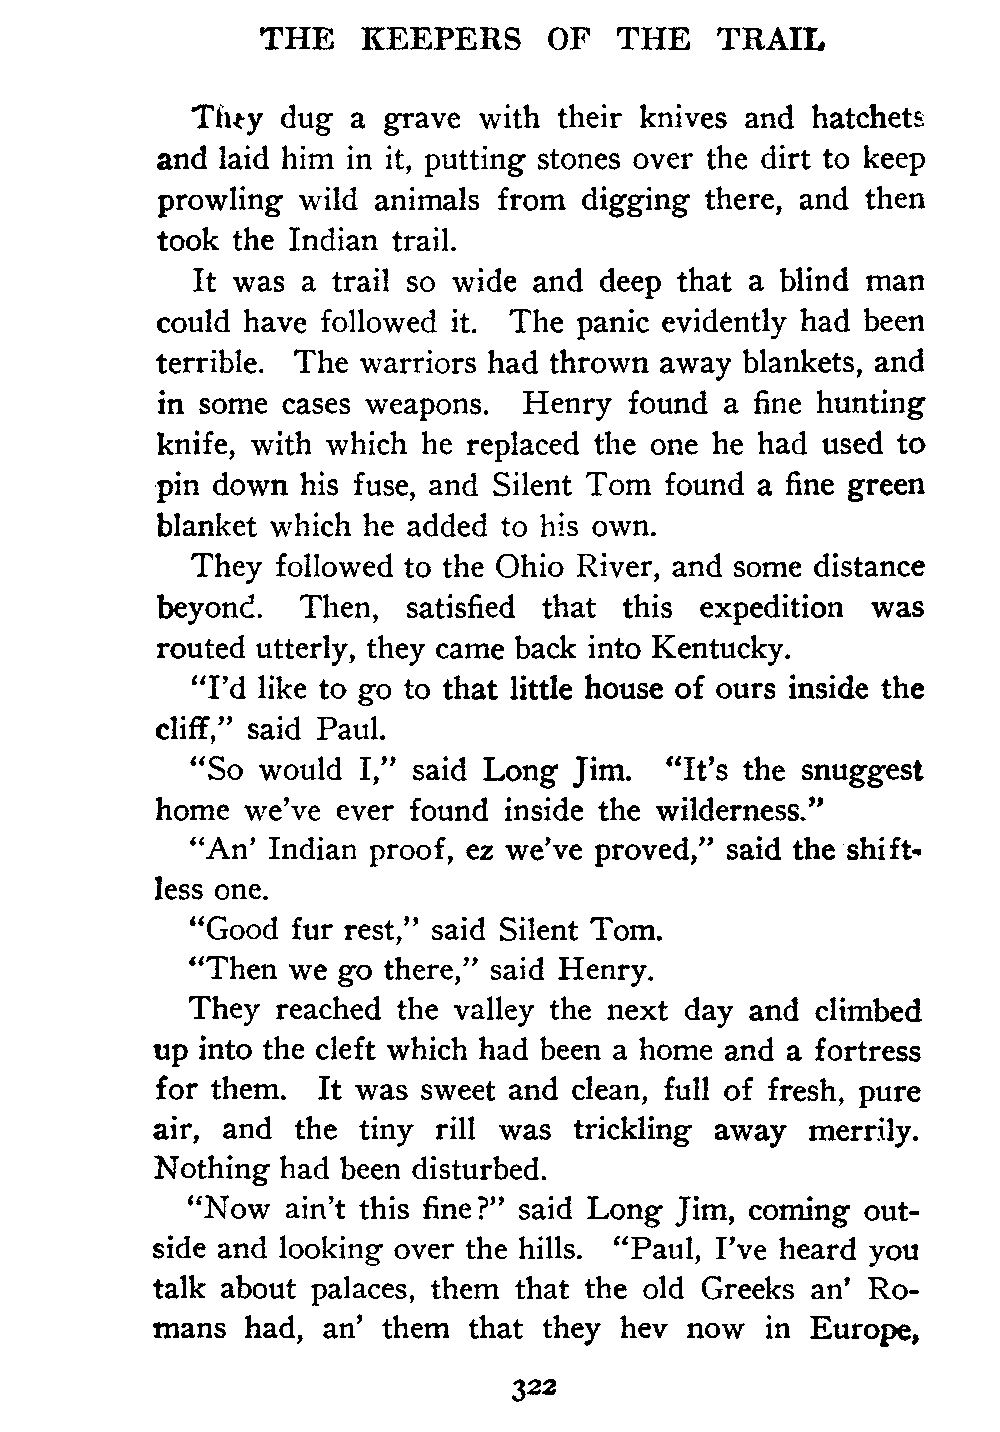 THE KEEPERS OF THE TRAIL
They dug a grave with their knives and hatchets
and laid him in it, putting stones over the dirt to keep
prowling wild animals from digging there, and then
took the Indian trail.
It was a trail so wide and deep that a blind man
could have followed it. The panic evidently had been
terrible. The warriors had thrown away blankets, and
in some cases weapons. Henry found a fine hunting
knife, with which he replaced the one he had used to
pin down his fuse, and Silent Tom found a fine green
blanket which he added to his own.
They followed to the Ohio River, and some distance
beyond. Then, satisfied that this expedition was
routed utterly, they came back into Kentucky.
“I’d like to go to that little house of ours inside the
cliff,” said Paul.
“So would I,” said Long Jim. “It’s the snuggest
home we’ve ever found inside the wilderness.”
“An’ Indian proof, ez we’ve proved,” said the shift-
less one.
“Good fur rest,” said Silent Tom.
“Then we go there,” said Henry.
They reached the valley the next day and climbed
up into the cleft which had been a home and a fortress
for them. It was sweet and clean, full of fresh, pure
air, and the tiny rill was trickling away merrily.
Nothing had been disturbed.
“Now ain’t this fine?” said Long Jim, coming out-
side and looking over the hills. “Paul, I’ve heard you
talk about palaces, them that the old Greeks an’ Ro-
mans had, an’ them that they hev now in Europe,
322